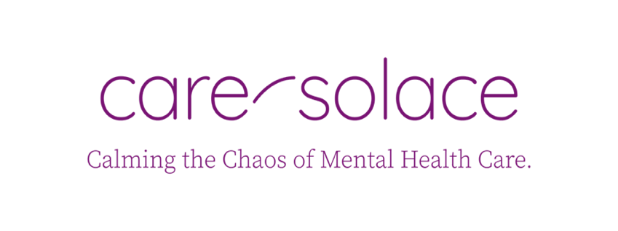 care solace
Calming the Chaos of Mental Health Care.